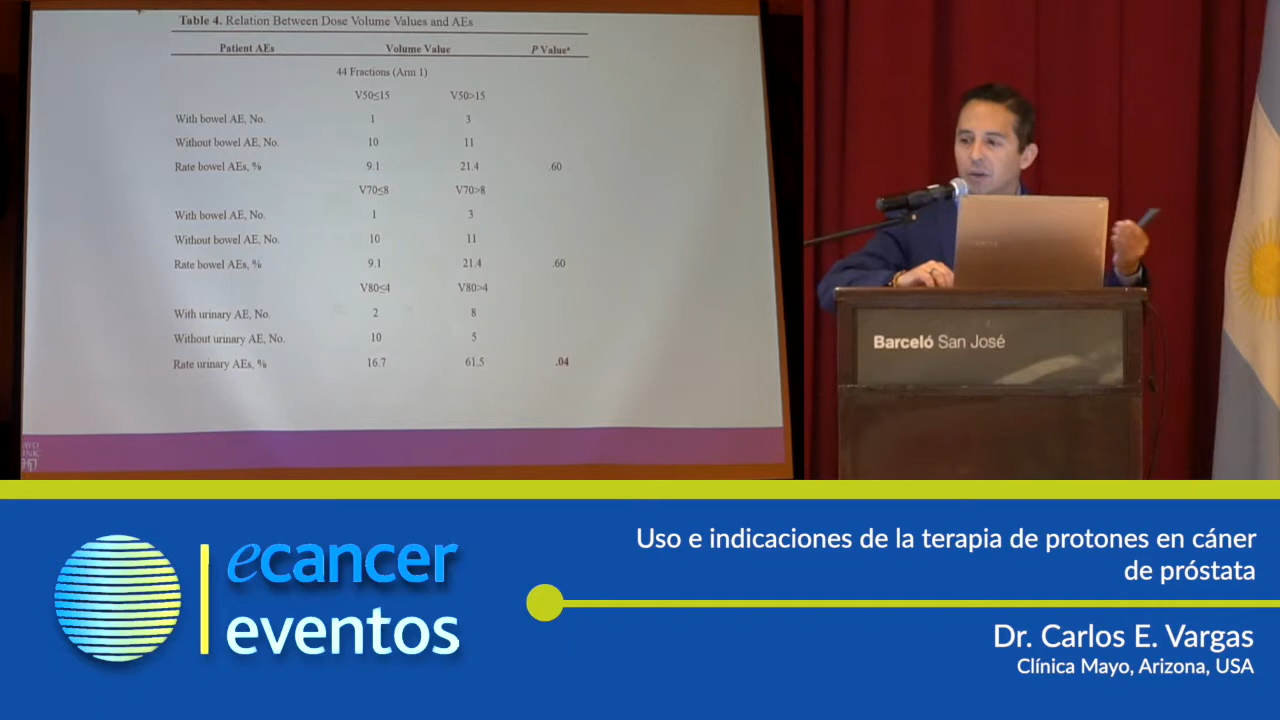 Table 4. Relation Between Dose Volume Values and AEs
Patient AEs Volume Value P Valueᵃ
44 Fractions (Arm 1)
V50≤15 V50>15
With bowel AE, No. 1 3
Without bowel AE, No. 10 11
Rate bowel AEs, % 9.1 21.4 .60
V70≤8 V70>8
With bowel AE, No. 1 3
Without bowel AE, No. 10 11
Rate bowel AEs, % 9.1 21.4 .60
V80≤4 V80>4
With urinary AE, No. 2 8
Without urinary AE, No. 10 5
Rate urinary AEs, % 16.7 61.5 .04
Barceló San José
ecancer
eventos
Uso e indicaciones de la terapia de protones en cáner
de próstata
Dr. Carlos E. Vargas
Clínica Mayo, Arizona, USA